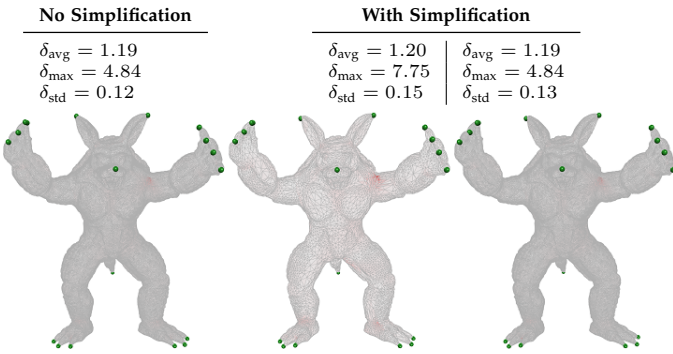 No Simplification
With Simplification
δavg = 1.19
δmax = 4.84
δstd = 0.12
δavg = 1.20
δmax = 7.75
δstd = 0.15
δavg = 1.19
δmax = 4.84
δstd = 0.13